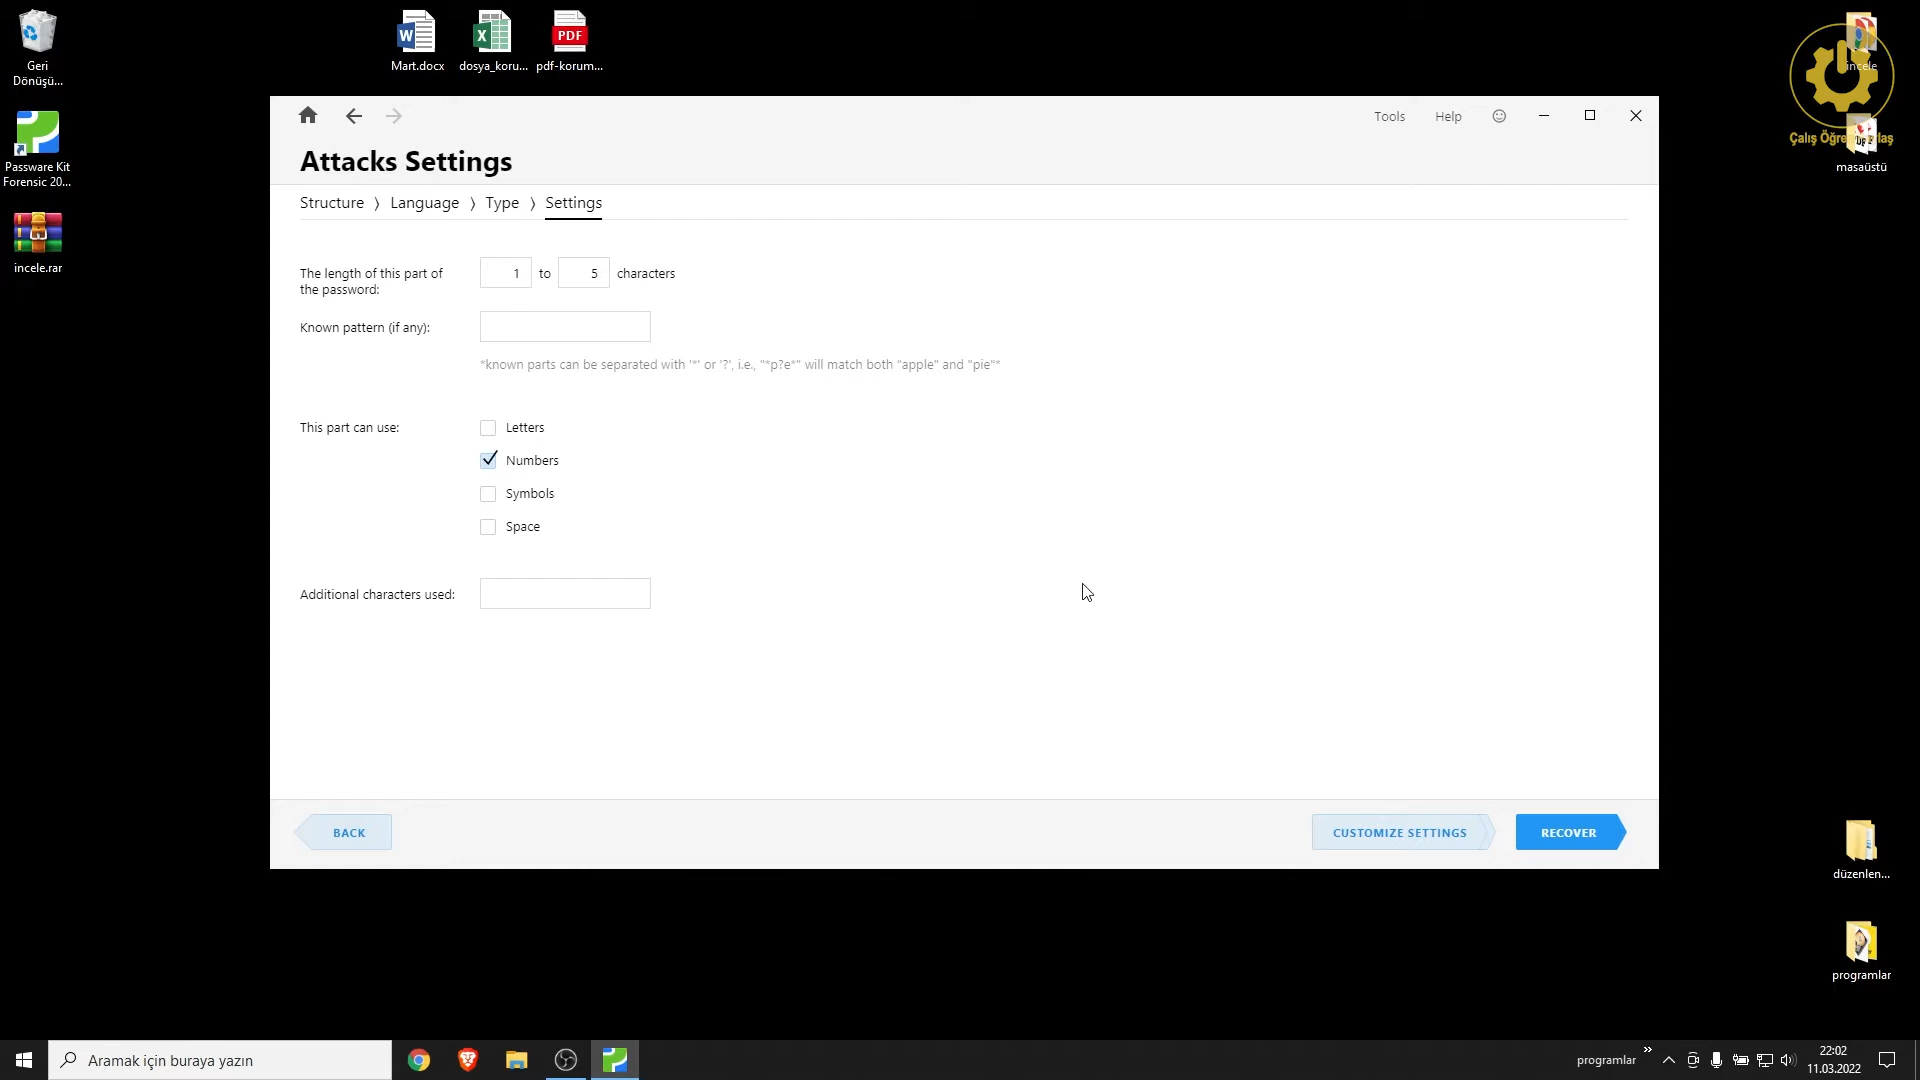 Geri
Dönüşü...
Passware Kit
Forensic 20...
incele.rar
Mart.docx
dosya_koru...
PDF
pdf-korum...
incele
masaüstü
düzenlen...
programlar
Tools
Help
Attacks Settings
Structure 〉 Language 〉 Type 〉 Settings
The length of this part of
the password:
1 to 5 characters
Known pattern (if any):
*known parts can be separated with '*' or '?', i.e., "*p?e*" will match both "apple" and "pie"*
This part can use:
Letters
Numbers
Symbols
Space
Additional characters used:
BACK
CUSTOMIZE SETTINGS
RECOVER
Aramak için buraya yazın
programlar
22:02
11.03.2022